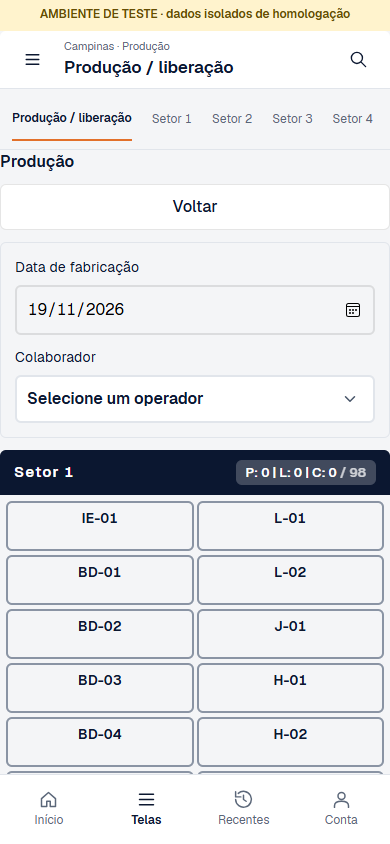 AMBIENTE DE TESTE · dados isolados de homologação
Campinas · Produção
Produção / liberação
Produção / liberação Setor 1 Setor 2 Setor 3 Setor 4
Produção
Voltar
Data de fabricação
19/11/2026
Colaborador
Selecione um operador
Setor 1 P: 0 | L: 0 | C: 0 / 98
IE-01 L-01
BD-01 L-02
BD-02 J-01
BD-03 H-01
BD-04 H-02
Início Telas Recentes Conta